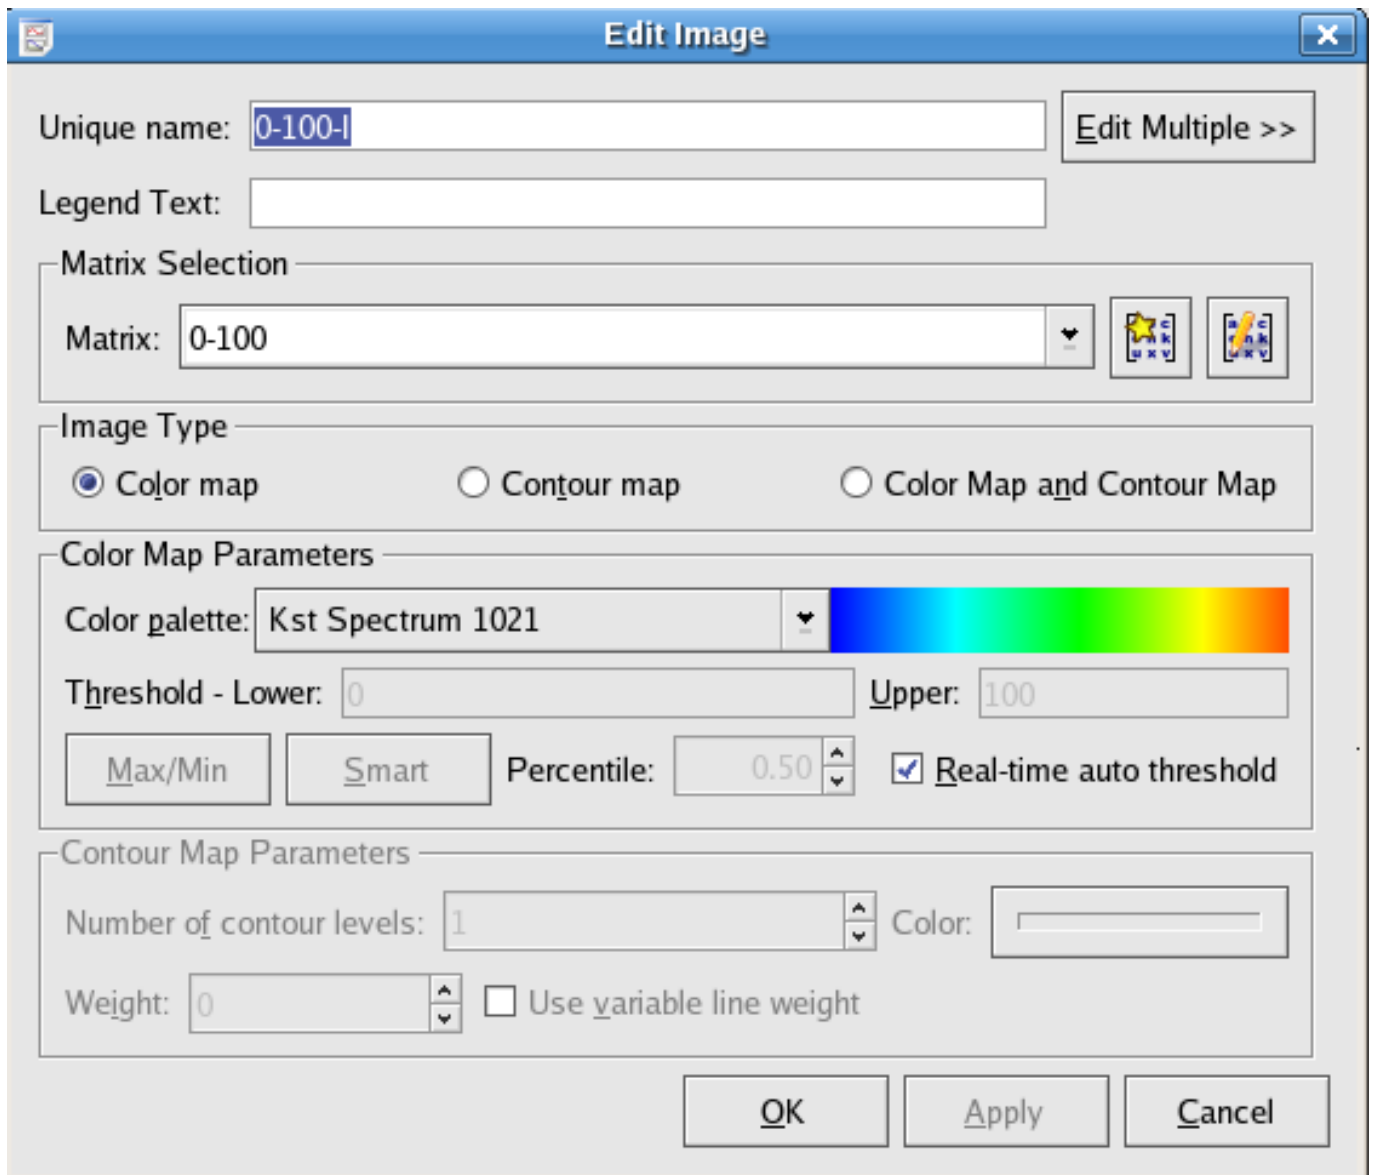 Edit Image
Unique name: 0-100-I Edit Multiple >>
Legend Text:
Matrix Selection
Matrix: 0-100
Image Type
Color map Contour map Color Map and Contour Map
Color Map Parameters
Color palette: Kst Spectrum 1021
Threshold - Lower: 0 Upper: 100
Max/Min Smart Percentile: 0.50 Real-time auto threshold
Contour Map Parameters
Number of contour levels: 1 Color:
Weight: 0 Use variable line weight
OK Apply Cancel